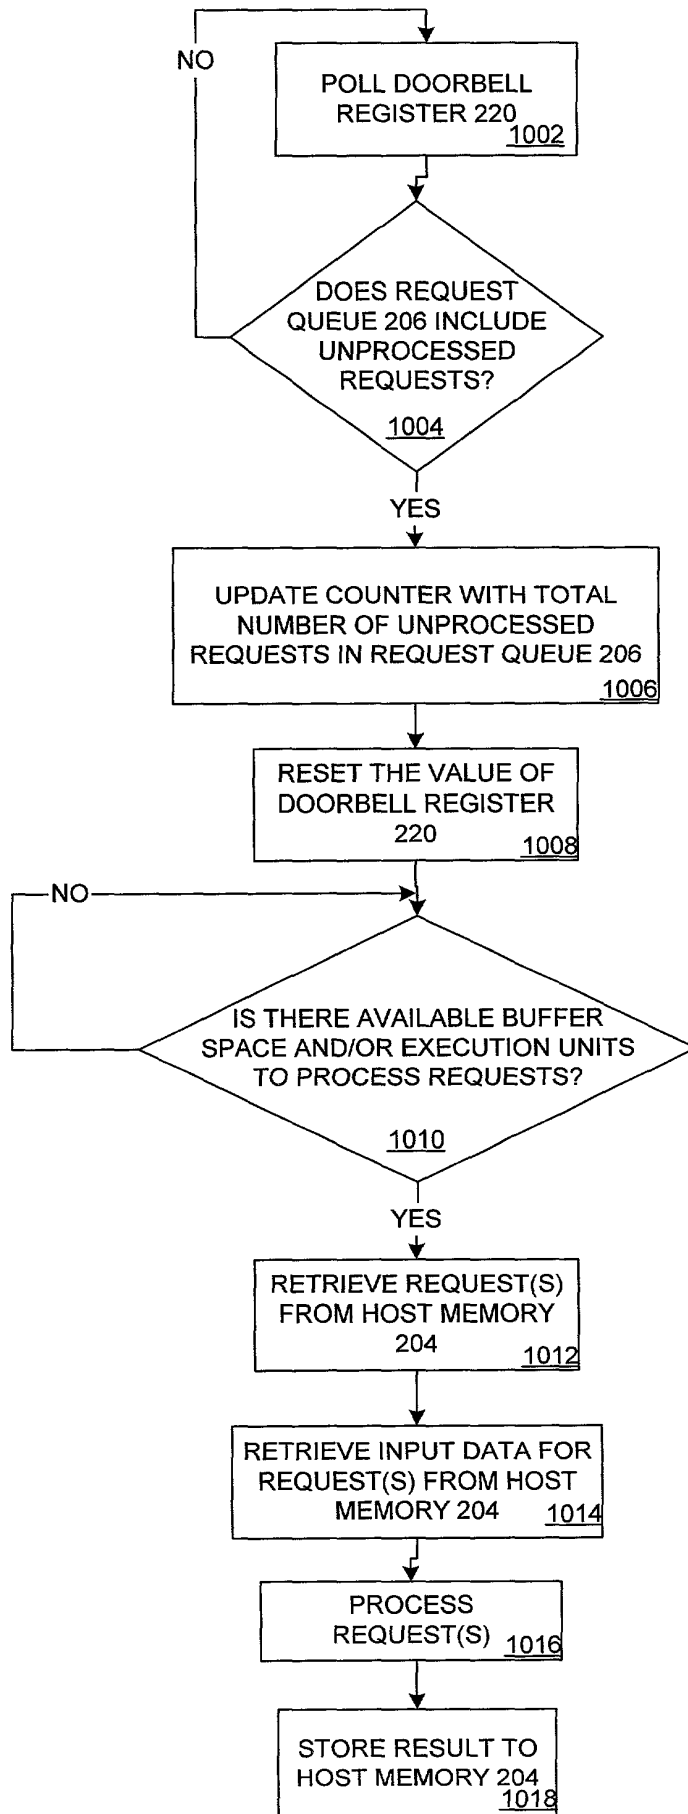 NO
POLL DOORBELL
REGISTER 220
1002
DOES REQUEST
QUEUE 206 INCLUDE
UNPROCESSED
REQUESTS?
1004
YES
UPDATE COUNTER WITH TOTAL
NUMBER OF UNPROCESSED
REQUESTS IN REQUEST QUEUE 206
1006
RESET THE VALUE OF
DOORBELL REGISTER
220
1008
NO
IS THERE AVAILABLE BUFFER
SPACE AND/OR EXECUTION UNITS
TO PROCESS REQUESTS?
1010
YES
RETRIEVE REQUEST(S)
FROM HOST MEMORY
204
1012
RETRIEVE INPUT DATA FOR
REQUEST(S) FROM HOST
MEMORY 204
1014
PROCESS
REQUEST(S)
1016
STORE RESULT TO
HOST MEMORY 204
1018